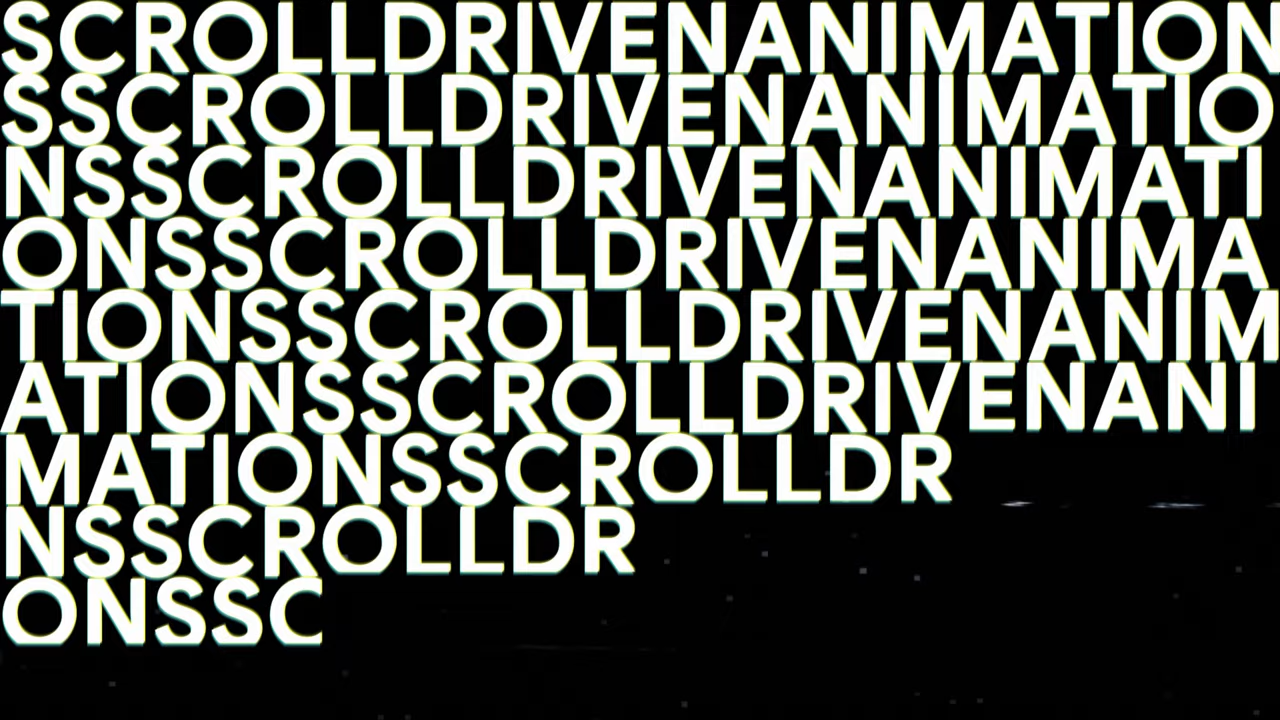 SCROLLDRIVENANIMATION
SSCROLLDRIVENANIMATIO
NSSCROLLDRIVENANIMATI
ONSSCROLLDRIVENANIMA
TIONSSCROLLDRIVENANIM
ATIONSSCROLLDRIVENANI
MATIONSSCROLLDR
NSSCROLLDR
ONSSC